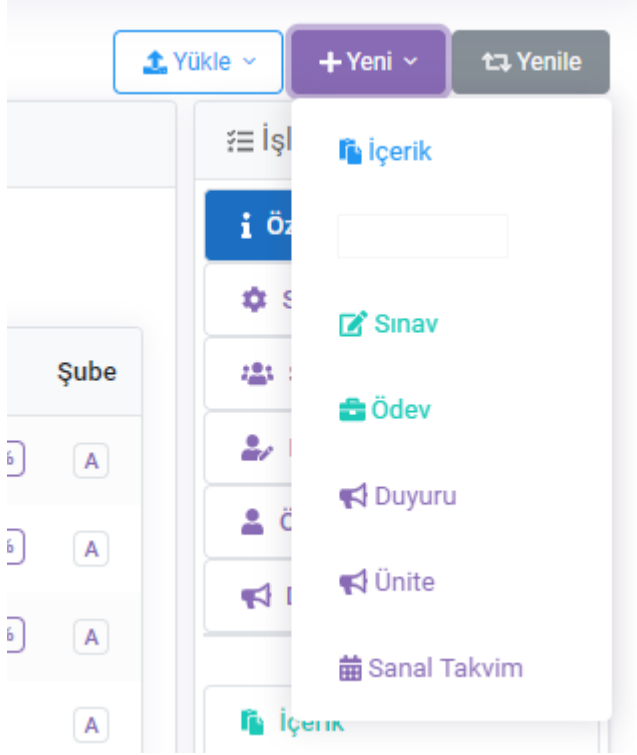 Yükle
Yeni
Yenile
İçerik
Sınav
Ödev
Duyuru
Ünite
Sanal Takvim
Şube
A
A
A
A
İçerik